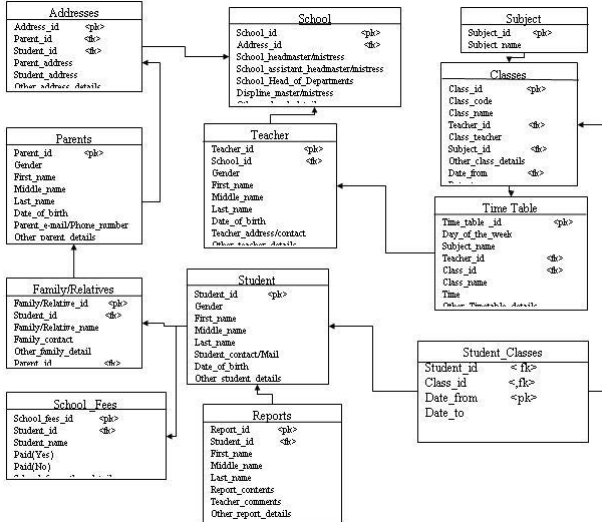 Addresses
Address_id <pk>
Parent_id <fk>
Student_id <fk>
Parent_address
Student_address
Other_address_details
School
School_id <pk>
Address_id <fk>
School_headmaster/mistress
School_assistant_headmaster/mistress
School_Head_of_Departments
Displine_master/mistress
Subject
Subject_id <pk>
Subject_name
Classes
Class_id <pk>
Class_code
Class_name
Teacher_id <fk>
Class_teacher
Subject_id <fk>
Other_class_details
Date_from <fk>
Parents
Parent_id <pk>
Gender
First_name
Middle_name
Last_name
Date_of_birth
Parent_e-mail/Phone_number
Other_parent_details
Teacher
Teacher_id <pk>
School_id <fk>
Gender
First_name
Middle_name
Last_name
Date_of_birth
Teacher_address/contact
Other_teacher_details
Time Table
Time_table _id <pk>
Day_of_the_week
Subject_name
Teacher_id <fk>
Class_id <fk>
Class_name
Time
Other_Timetable_details
Family/Relatives
Family/Relative_id <pk>
Student_id <fk>
Family/Relative_name
Family_contact
Other_family_detail
Parent_id <fk>
Student
Student_id <pk>
Gender
First_name
Middle_name
Last_name
Student_contact/Mail
Date_of_birth
Other_student_details
Student_Classes
Student_id < fk>
Class_id <,fk>
Date_from <pk>
Date_to
School_Fees
School_fees_id <pk>
Student_id <fk>
Student_name
Paid(Yes)
Paid(No)
Reports
Report_id <pk>
Student_id <fk>
First_name
Middle_name
Last_name
Report_contents
Teacher_comments
Other_report_details